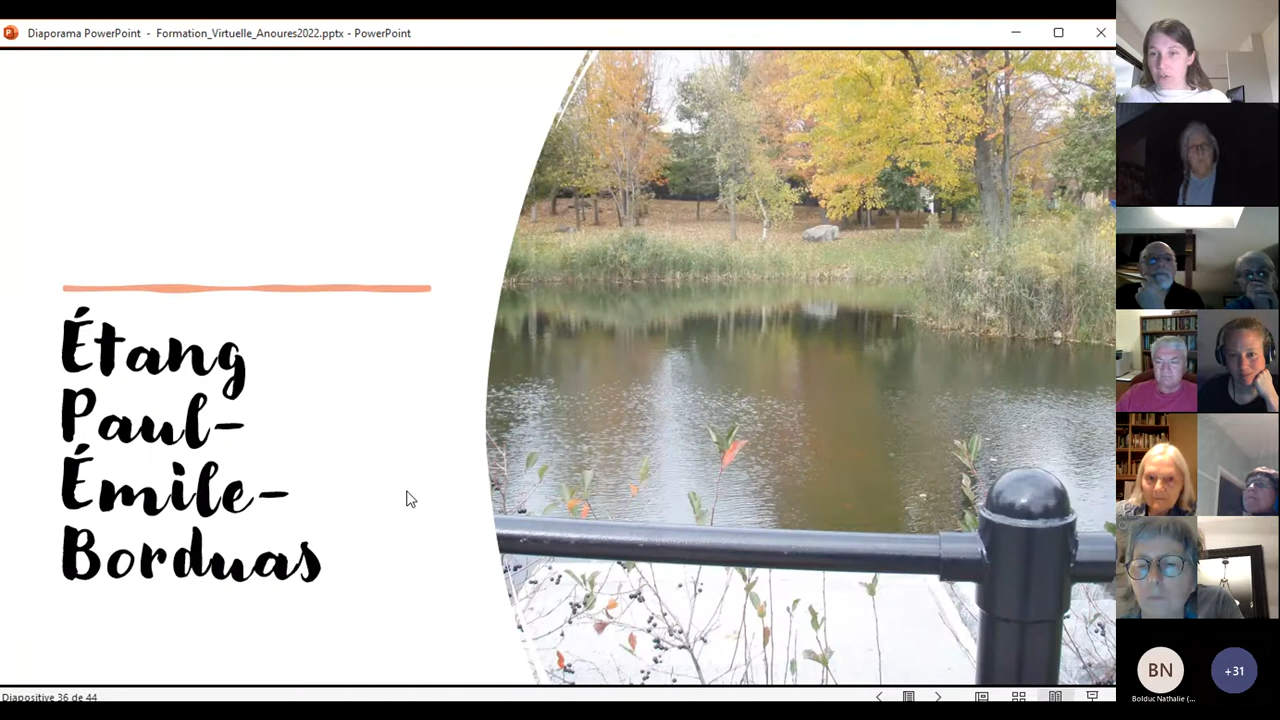 Diaporama PowerPoint - Formation_Virtuelle_Anoures2022.pptx - PowerPoint
Étang
Paul-
Émile-
Borduas
Diapositive 36 de 44
BN
+31
Bolduc Nathalie (...